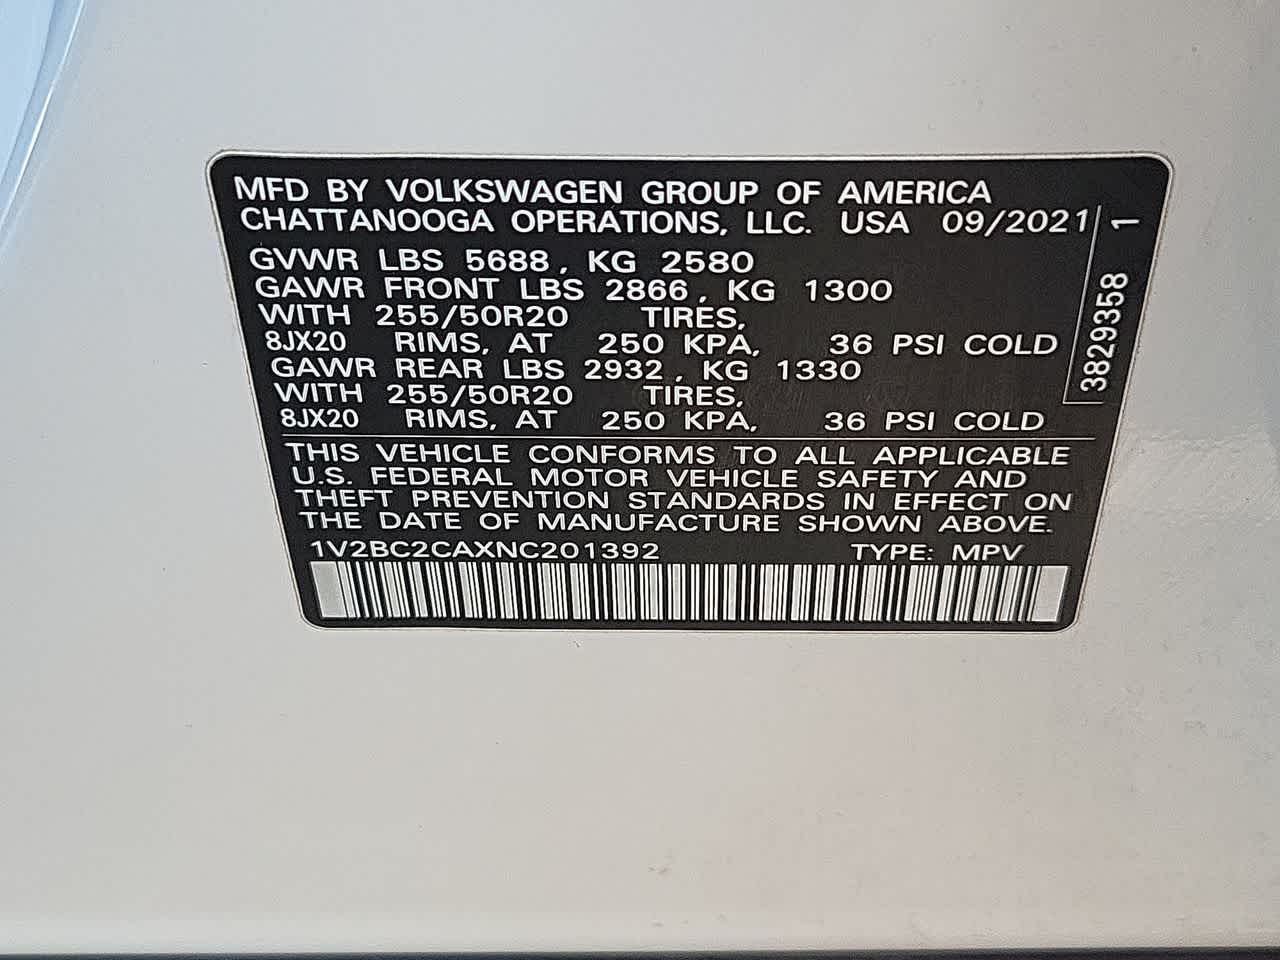 MFD BY VOLKSWAGEN GROUP OF AMERICA
CHATTANOOGA OPERATIONS, LLC. USA 09/2021
GVWR LBS 5688, KG 2580
GAWR FRONT LBS 2866, KG 1300
WITH 255/50R20 TIRES,
8JX20 RIMS, AT 250 KPA, 36 PSI COLD
GAWR REAR LBS 2932, KG 1330
WITH 255/50R20 TIRES,
8JX20 RIMS, AT 250 KPA, 36 PSI COLD
THIS VEHICLE CONFORMS TO ALL APPLICABLE
U.S. FEDERAL MOTOR VEHICLE SAFETY AND
THEFT PREVENTION STANDARDS IN EFFECT ON
THE DATE OF MANUFACTURE SHOWN ABOVE.
1V2BC2CAXNC201392 TYPE: MPV
3829358 1